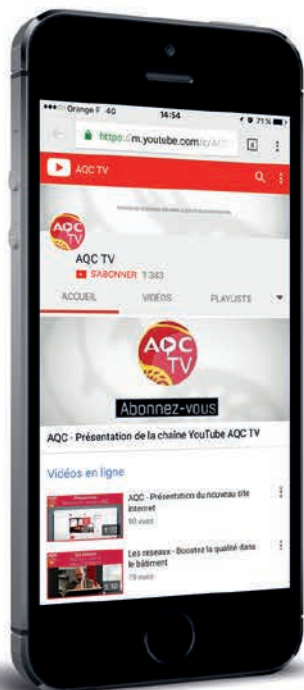 Orange F 4G 14:54 71%
https://m.youtube.com/c/AQC
4
AQC TV
AQC
TV
AQC TV
S'ABONNER 1 383
ACCUEIL VIDÉOS PLAYLISTS
AQC
TV
Abonnez-vous
AQC - Présentation de la chaîne YouTube AQC TV
Vidéos en ligne
AQC - Présentation du nouveau site
internet
90 vues
Les réseaux - Boostez la qualité dans
le bâtiment
79 vues